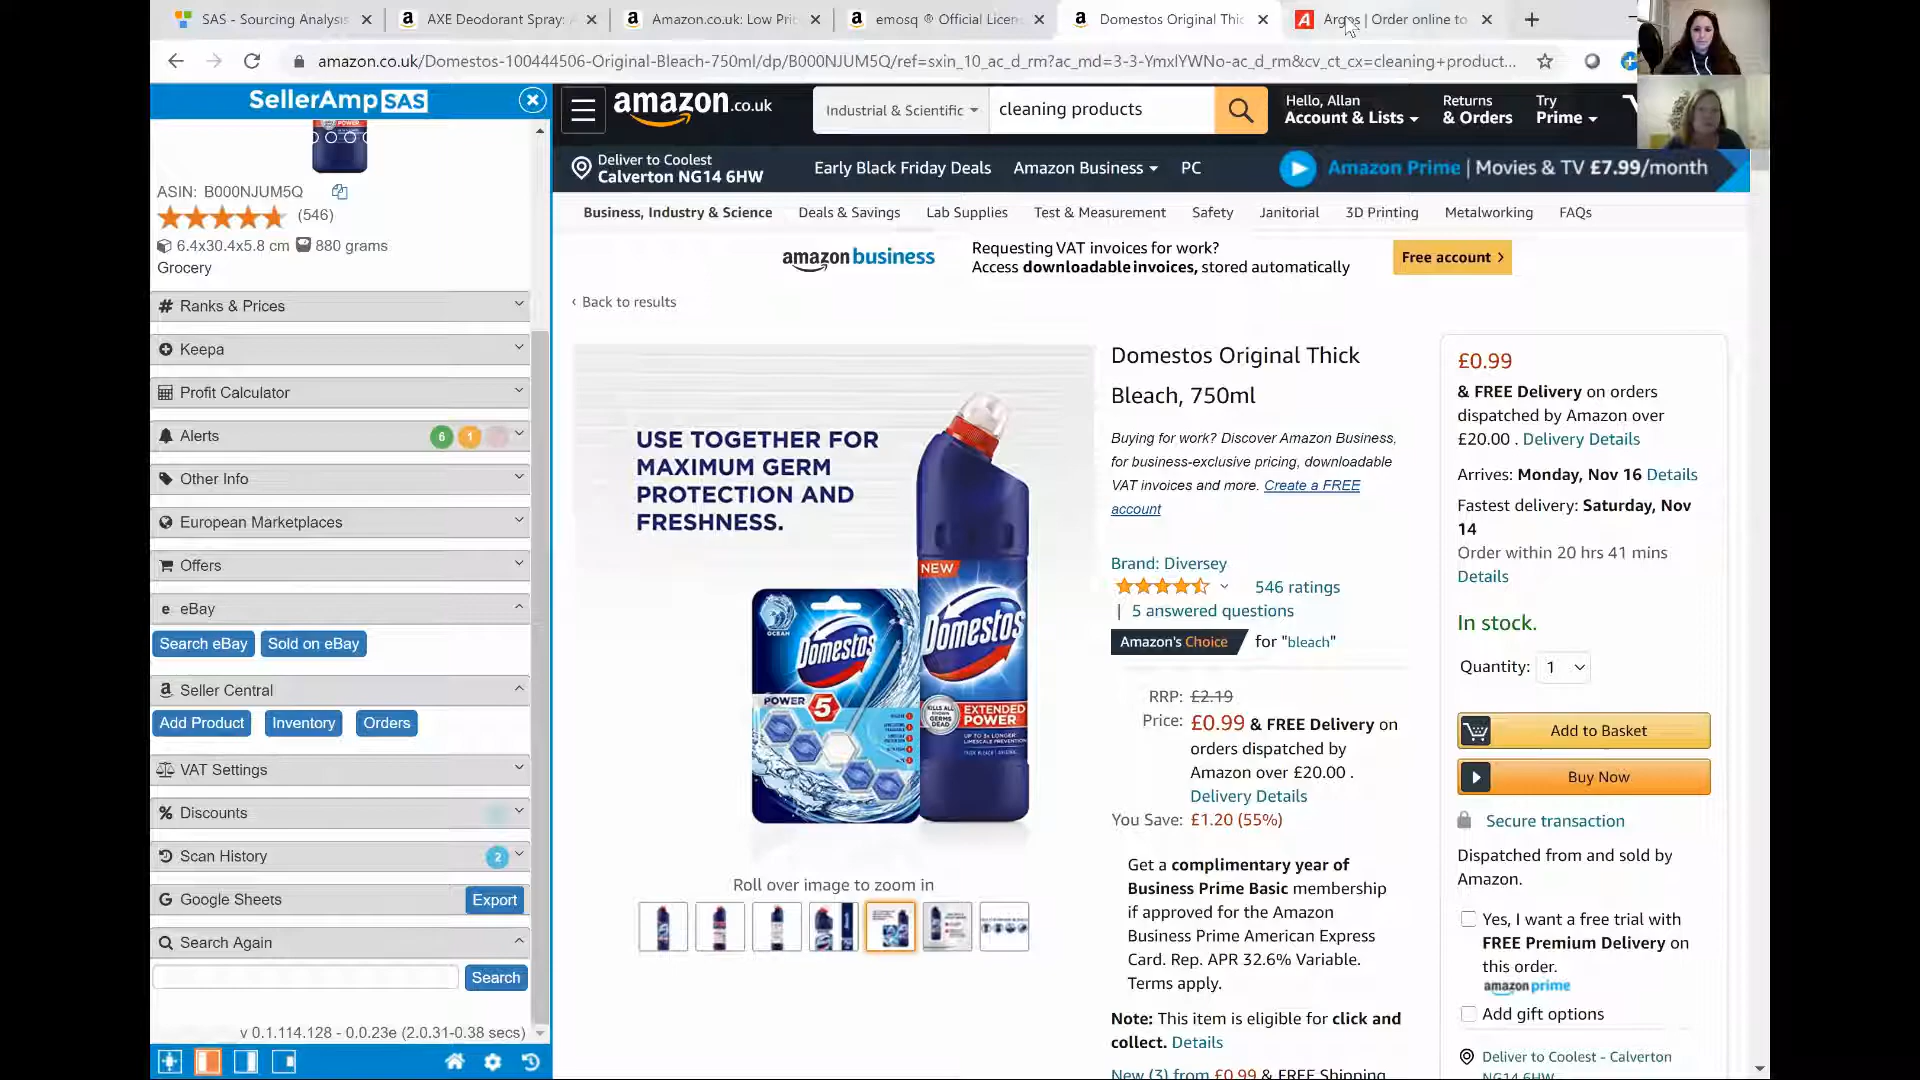 SAS - Sourcing Analysis
AXE Deodorant Spray: A
Amazon.co.uk: Low Pric
emosq ® Official Licen
Domestos Original Thic
Argos | Order online to
amazon.co.uk/Domestos-100444506-Original-Bleach-750ml/dp/B000NJUM5Q/ref=sxin_10_ac_d_rm?ac_md=3-3-YmxlYWNo-ac_d_rm&cv_ct_cx=cleaning+product...
SellerAmp SAS
ASIN: B000NJUM5Q
(546)
6.4x30.4x5.8 cm 880 grams
Grocery
Ranks & Prices
Keepa
Profit Calculator
Alerts 6 1
Other Info
European Marketplaces
Offers
eBay
Search eBay Sold on eBay
Seller Central
Add Product Inventory Orders
VAT Settings
Discounts
Scan History 2
Google Sheets Export
Search Again
Search
v 0.1.114.128 - 0.0.23e (2.0.31-0.38 secs)
amazon.co.uk
Industrial & Scientific
cleaning products
Hello, Allan
Account & Lists
Returns
& Orders
Try
Prime
Deliver to Coolest
Calverton NG14 6HW
Early Black Friday Deals Amazon Business PC
Amazon Prime | Movies & TV £7.99/month
Business, Industry & Science Deals & Savings Lab Supplies Test & Measurement Safety Janitorial 3D Printing Metalworking FAQs
amazon business
Requesting VAT invoices for work?
Access downloadable invoices, stored automatically
Free account ›
‹ Back to results
USE TOGETHER FOR
MAXIMUM GERM
PROTECTION AND
FRESHNESS.
OCEAN
Domestos
POWER 5
NEW
Domestos
EXTENDED
POWER
Roll over image to zoom in
Domestos Original Thick
Bleach, 750ml
Buying for work? Discover Amazon Business,
for business-exclusive pricing, downloadable
VAT invoices and more. Create a FREE
account
Brand: Diversey
546 ratings
| 5 answered questions
Amazon's Choice for "bleach"
RRP: £2.19
Price: £0.99 & FREE Delivery on
orders dispatched by
Amazon over £20.00 .
Delivery Details
You Save: £1.20 (55%)
Get a complimentary year of
Business Prime Basic membership
if approved for the Amazon
Business Prime American Express
Card. Rep. APR 32.6% Variable.
Terms apply.
Note: This item is eligible for click and
collect. Details
New (3) from £0.99 & FREE Shipping
£0.99
& FREE Delivery on orders
dispatched by Amazon over
£20.00 . Delivery Details
Arrives: Monday, Nov 16 Details
Fastest delivery: Saturday, Nov
14
Order within 20 hrs 41 mins
Details
In stock.
Quantity: 1
Add to Basket
Buy Now
Secure transaction
Dispatched from and sold by
Amazon.
Yes, I want a free trial with
FREE Premium Delivery on
this order.
amazon prime
Add gift options
Deliver to Coolest - Calverton
NG14 6HW